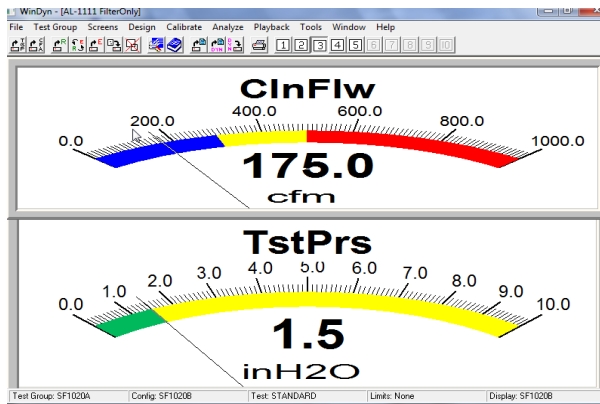 WinDyn - [AL-1111 FilterOnly]
File Test Group Screens Design Calibrate Analyze Playback Tools Window Help
1 2 3 4 5 6 7 8 9 10
ClnFlw
0.0 200.0 400.0 600.0 800.0 1000.0
175.0
cfm
TstPrs
0.0 1.0 2.0 3.0 4.0 5.0 6.0 7.0 8.0 9.0 10.0
1.5
inH2O
Test Group: SF1020A Config: SF1020B Test: STANDARD Limits: None Display: SF1020B